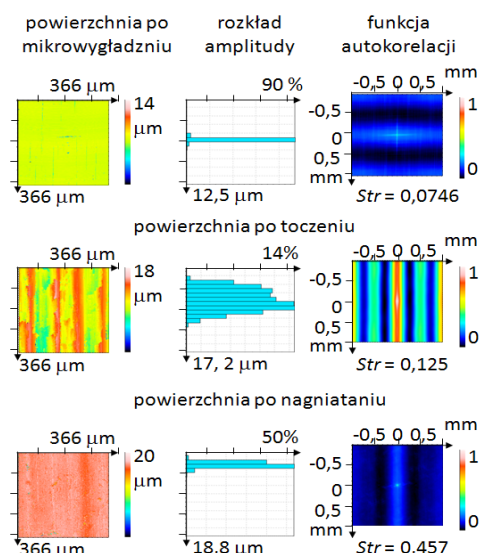 powierzchnia po
mikrowygładzniu
rozkład
amplitudy
funkcja
autokorelacji
366 µm
14
µm
366 µm
90 %
12,5 µm
-0,5 0 0,5
mm
-0,5
0
0,5
mm
1
0
Str = 0,0746
powierzchnia po toczeniu
366 µm
18
µm
366 µm
14%
17, 2 µm
-0,5 0 0,5
mm
-0,5
0
0,5
mm
1
0
Str = 0,125
powierzchnia po nagniataniu
366 µm
20
µm
366 µm
50%
18,8 µm
-0,5 0 0,5
mm
-0,5
0
0,5
mm
1
0
Str = 0,457